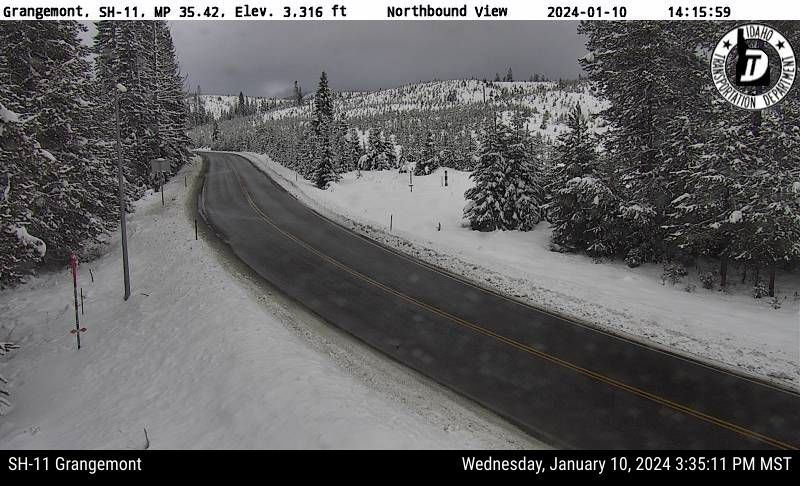 Grangemont, SH-11, MP 35.42, Elev. 3,316 ft Northbound View 2024-01-10 14:15:59
IDAHO
TRANSPORTATION DEPARTMENT
SH-11 Grangemont Wednesday, January 10, 2024 3:35:11 PM MST